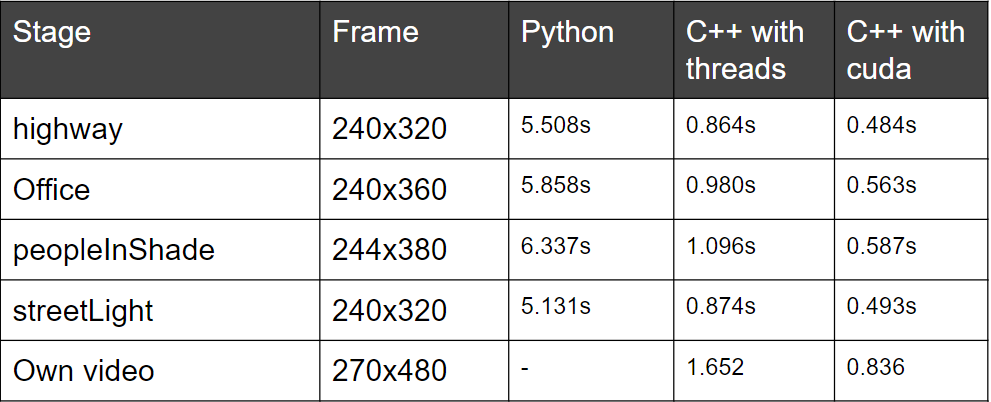 Stage Frame Python C++ with threads C++ with cuda
highway 240x320 5.508s 0.864s 0.484s
Office 240x360 5.858s 0.980s 0.563s
peopleInShade 244x380 6.337s 1.096s 0.587s
streetLight 240x320 5.131s 0.874s 0.493s
Own video 270x480 - 1.652 0.836